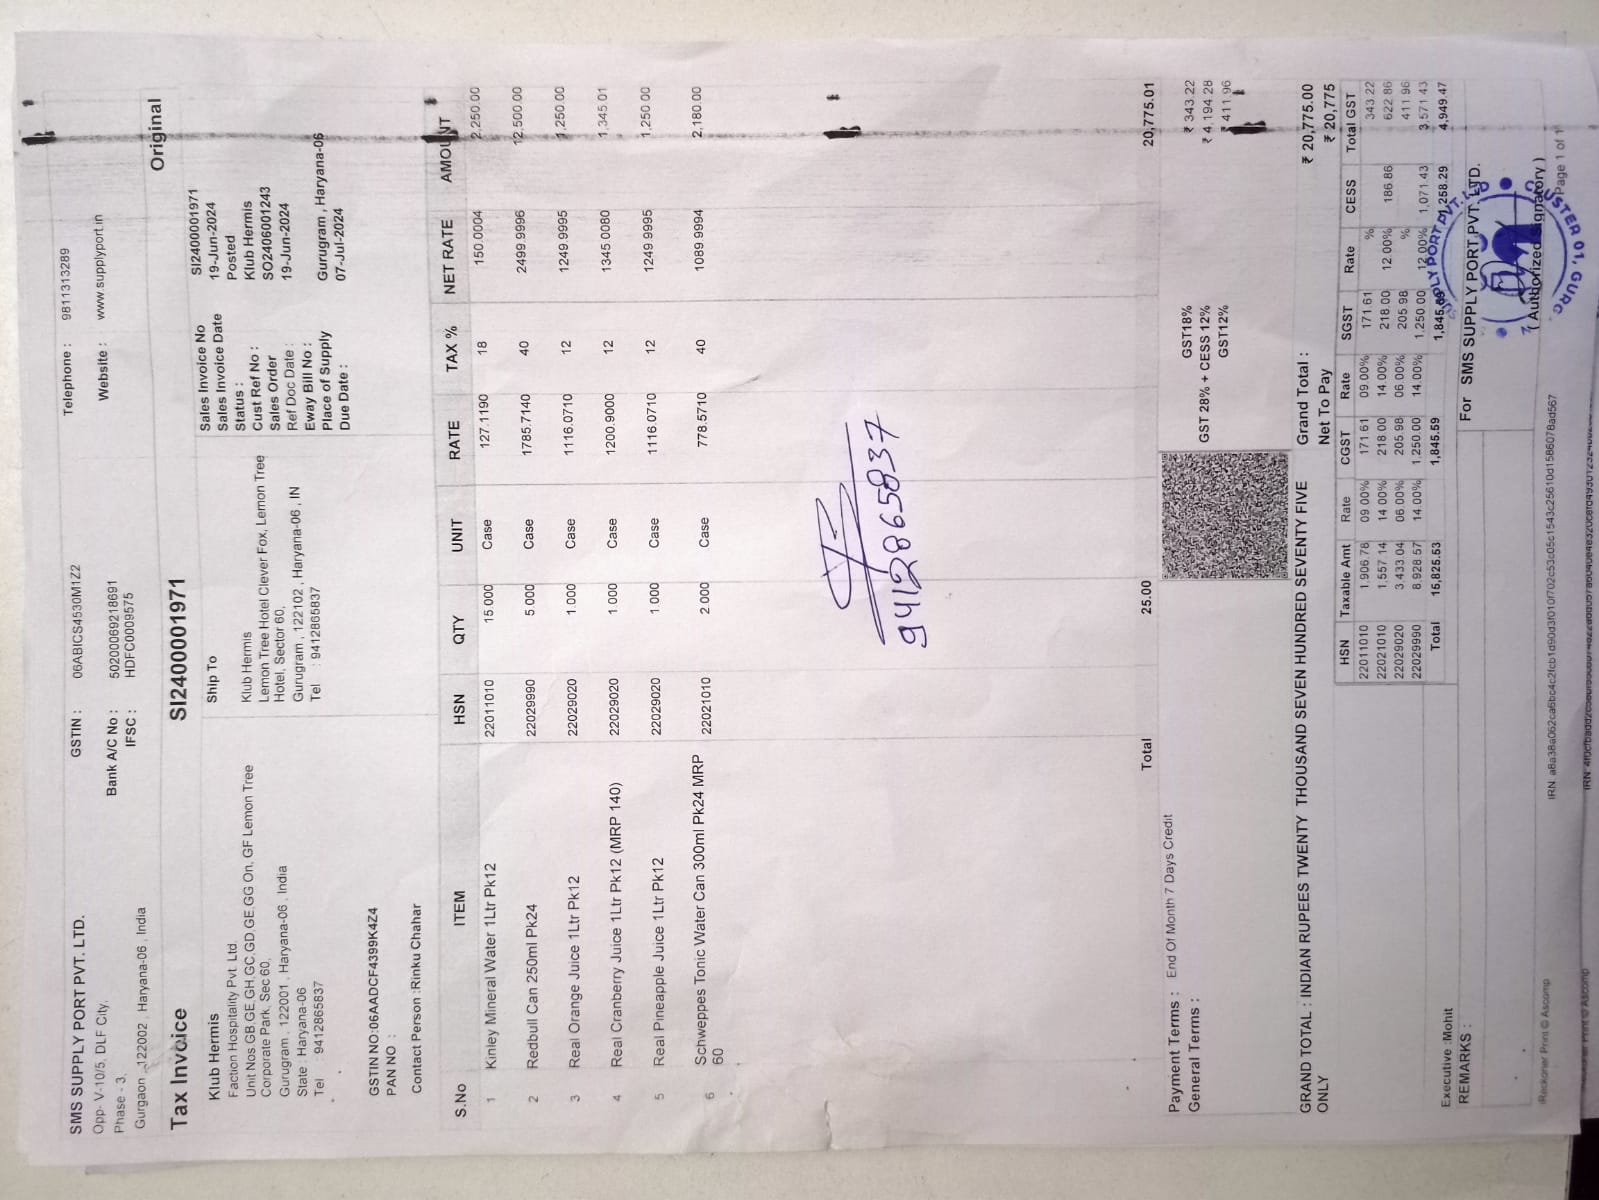 SMS SUPPLY PORT PVT. LTD.
Opp- V-10/5, DLF City,
Phase - 3,
Gurgaon , 122002 , Haryana-06 , India
GSTIN : 06ABICS4530M1Z2
Bank A/C No : 50200069218691
IFSC : HDFC0009575
Telephone : 9811313289
Website : www.supplyport.in
Tax Invoice SI2400001971 Original
Klub Hermis
Faction Hospitality Pvt. Ltd.
Unit Nos.GB,GE,GH,GC,GD,GE,GG On, GF Lemon Tree
Corporate Park, Sec 60,
Gurugram , 122001 , Haryana-06 , India
State : Haryana-06
Tel : 9412865837
GSTIN NO:06AADCF4399K4Z4
PAN NO :
Contact Person :Rinku Chahar
Ship To
Klub Hermis
Lemon Tree Hotel Clever Fox, Lemon Tree
Hotel, Sector 60,
Gurugram , 122102 , Haryana-06 , IN
Tel : 9412865837
Sales Invoice No SI2400001971
Sales Invoice Date 19-Jun-2024
Status : Posted
Cust Ref No : Klub Hermis
Sales Order SO2406001243
Ref Doc Date : 19-Jun-2024
Eway Bill No :
Place of Supply Gurugram , Haryana-06
Due Date : 07-Jul-2024
S.No ITEM HSN QTY UNIT RATE TAX % NET RATE AMOUNT
1 Kinley Mineral Water 1Ltr Pk12 22011010 15.000 Case 127.1190 18 150.0004 2,250.00
2 Redbull Can 250ml Pk24 22029990 5.000 Case 1785.7140 40 2499.9996 12,500.00
3 Real Orange Juice 1Ltr Pk12 22029020 1.000 Case 1116.0710 12 1249.9995 1,250.00
4 Real Cranberry Juice 1Ltr Pk12 (MRP 140) 22029020 1.000 Case 1200.9000 12 1345.0080 1,345.01
5 Real Pineapple Juice 1Ltr Pk12 22029020 1.000 Case 1116.0710 12 1249.9995 1,250.00
6 Schweppes Tonic Water Can 300ml Pk24 MRP 22021010 2.000 Case 778.5710 40 1089.9994 2,180.00
60
9412865837
Total 25.00 20,775.01
Payment Terms : End Of Month 7 Days Credit
General Terms :
GST18% ₹ 343.22
GST 28% + CESS 12% ₹ 4,194.28
GST12% ₹ 411.96
GRAND TOTAL : INDIAN RUPEES TWENTY THOUSAND SEVEN HUNDRED SEVENTY FIVE
ONLY
Grand Total : ₹ 20,775.00
Net To Pay ₹ 20,775
HSN Taxable Amt Rate CGST Rate SGST Rate CESS Total GST
22011010 1,906.78 09.00% 171.61 09.00% 171.61 % 343.22
22021010 1,557.14 14.00% 218.00 14.00% 218.00 12.00% 186.86 622.86
22029020 3,433.04 06.00% 205.98 06.00% 205.98 % 411.96
22029990 8,928.57 14.00% 1,250.00 14.00% 1,250.00 12.00% 1,071.43 3,571.43
Total 15,825.53 1,845.59 1,845.59 1,258.29 4,949.47
Executive :Mohit
REMARKS :
For SMS SUPPLY PORT PVT. LTD.
SUPPLY PORT PVT. LTD
CLUSTER 01, GURG
( Authorized Signatory )
Page 1 of 1
iReckoner Print © Ascomp
IRN a8a38a062ca6bc4c2fcb1d90d3f010f702c53c05c1543c25610d1586078ad567